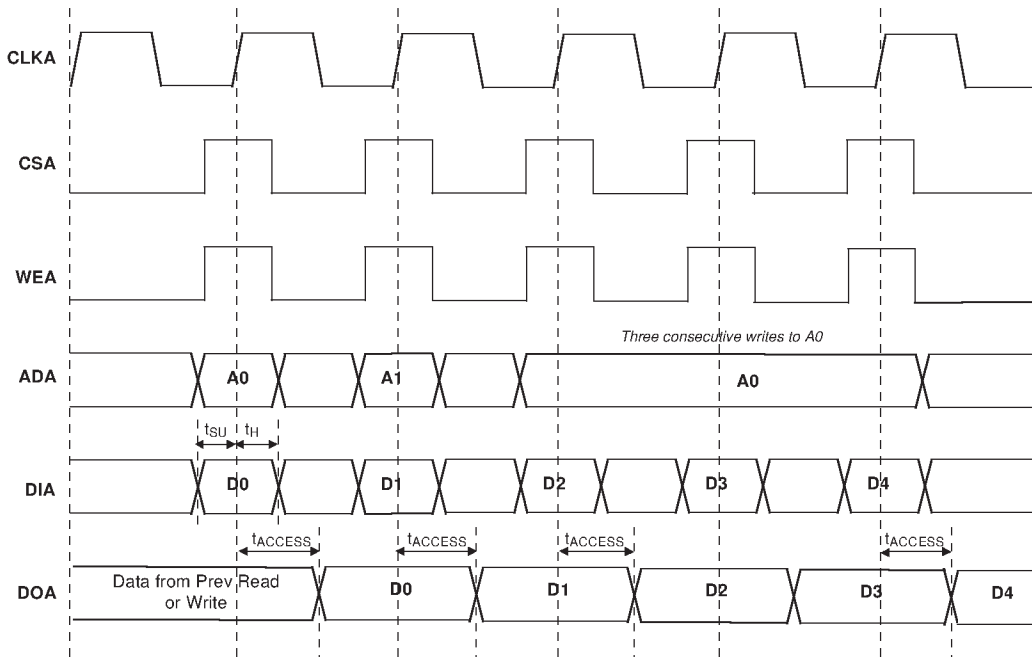 CLKA
CSA
WEA
Three consecutive writes to A0
ADA
A0
A1
A0
tSU
tH
DIA
D0
D1
D2
D3
D4
tACCESS
tACCESS
tACCESS
tACCESS
DOA
Data from Prev Read
or Write
D0
D1
D2
D3
D4